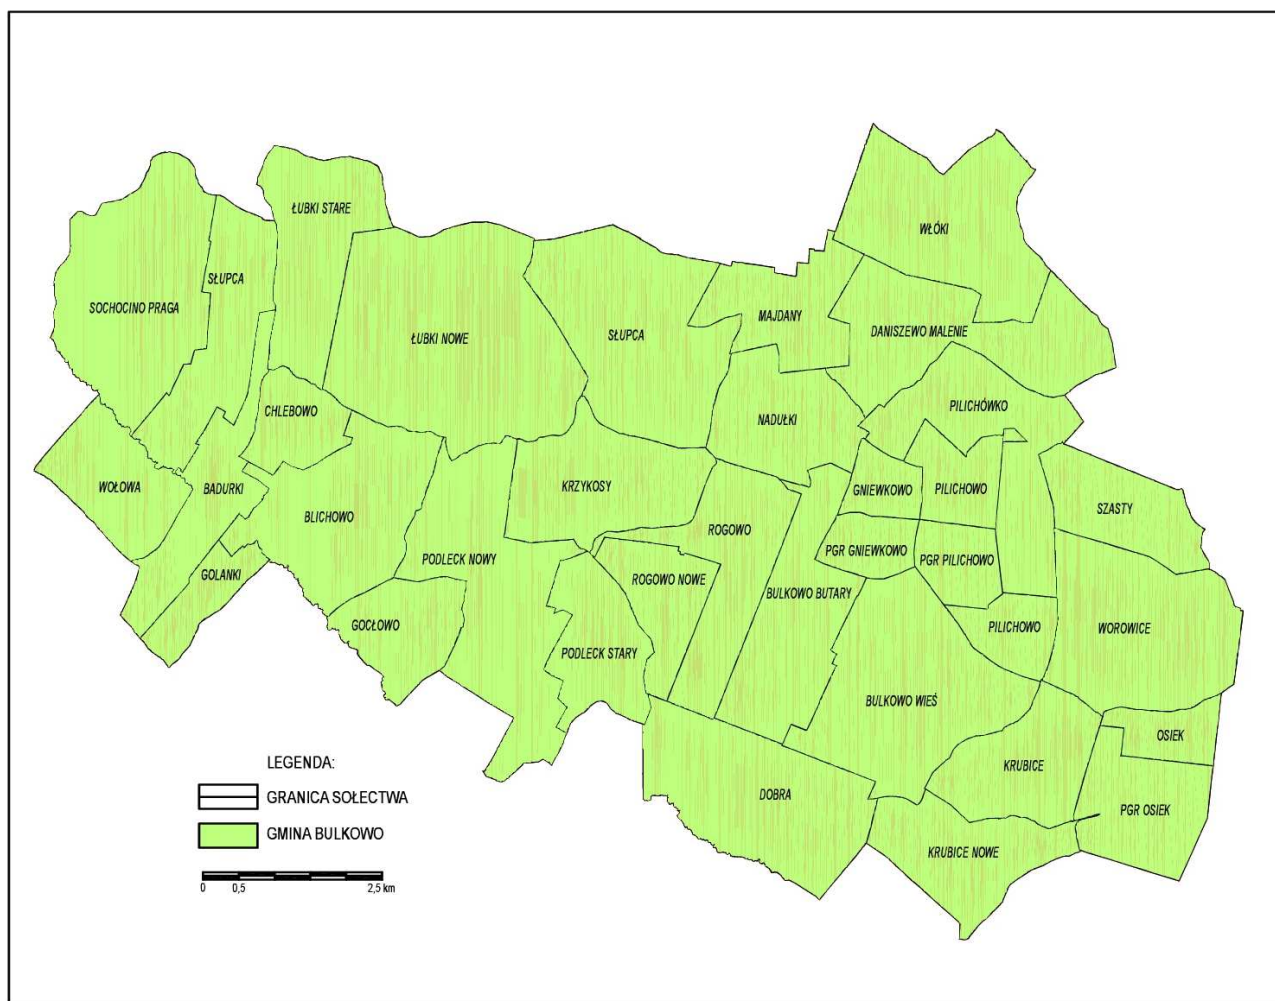 WŁÓKI
ŁUBKI STARE
SŁUPCA
SOCHOCINO PRAGA
ŁUBKI NOWE
SŁUPCA
MAJDANY
DANISZEWO MALENIE
CHLEBOWO
NADUŁKI
PILICHÓWKO
WOŁOWA
BADURKI
BLICHOWO
KRZYKOSY
GNIEWKOWO
PILICHOWO
SZASTY
ROGOWO
PODLECK NOWY
GOLANKI
ROGOWO NOWE
PGR GNIEWKOWO
PGR PILICHOWO
BULKOWO BUTARY
GOCŁOWO
PODLECK STARY
PILICHOWO
WOROWICE
BULKOWO WIEŚ
OSIEK
KRUBICE
DOBRA
PGR OSIEK
KRUBICE NOWE
LEGENDA:
GRANICA SOŁECTWA
GMINA BULKOWO
0 0,5 2,5 km